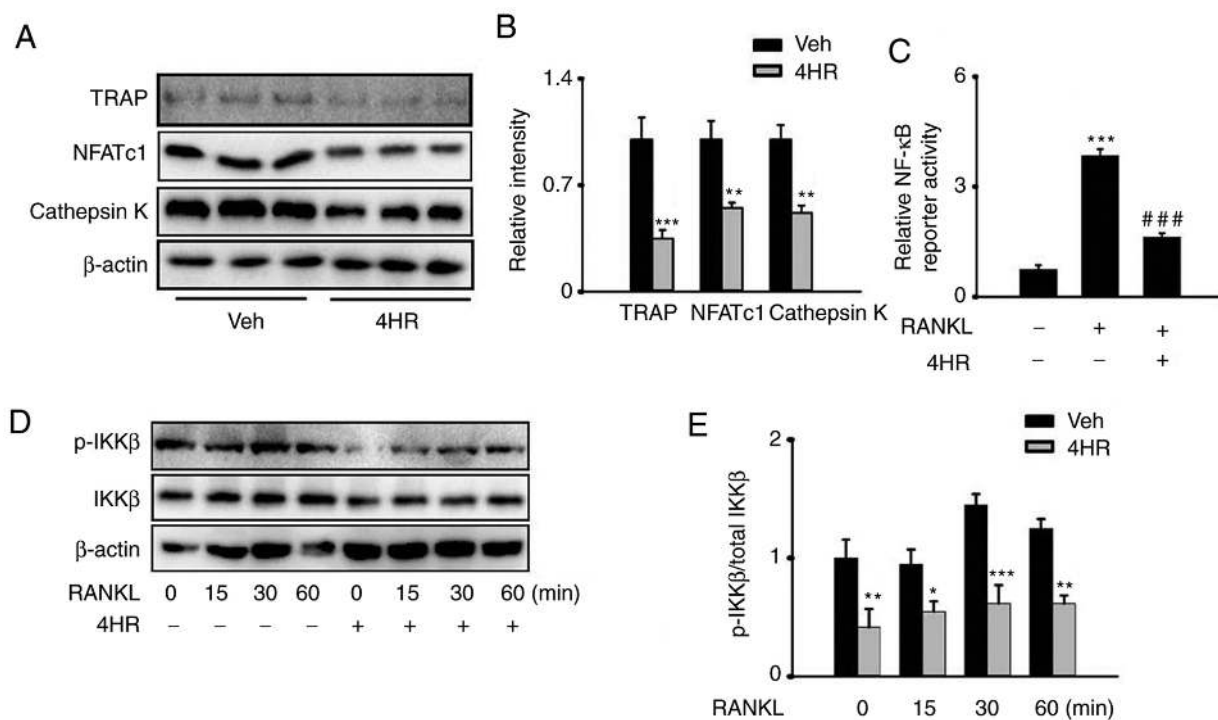 A
TRAP
NFATc1
Cathepsin K
β-actin
Veh
4HR
B
Veh
4HR
Relative intensity
1.4
0.7
0
***
**
**
TRAP
NFATc1
Cathepsin K
C
Relative NF-κB
reporter activity
6
3
0
***
###
RANKL – + +
4HR – – +
D
p-IKKβ
IKKβ
β-actin
RANKL 0 15 30 60 0 15 30 60 (min)
4HR – – – – + + + +
E
Veh
4HR
p-IKKβ/total IKKβ
2
1
0
**
*
***
**
RANKL 0 15 30 60 (min)